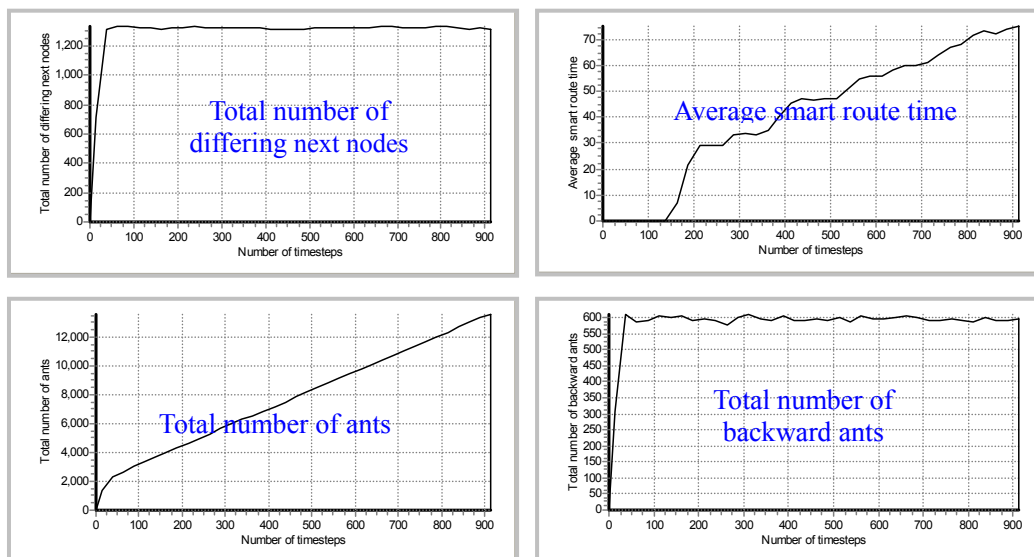 Total number of differing next nodes
1,200
1,000
800
600
400
200
0
Total number of
differing next nodes
0 100 200 300 400 500 600 700 800 900
Number of timesteps
Average smart route time
70
60
50
40
30
20
10
0
Average smart route time
0 100 200 300 400 500 600 700 800 900
Number of timesteps
Total number of ants
12,000
10,000
8,000
6,000
4,000
2,000
0
Total number of ants
0 100 200 300 400 500 600 700 800 900
Number of timesteps
Total number of backward ants
600
550
500
450
400
350
300
250
200
150
100
50
0
Total number of
backward ants
0 100 200 300 400 500 600 700 800 900
Number of timesteps